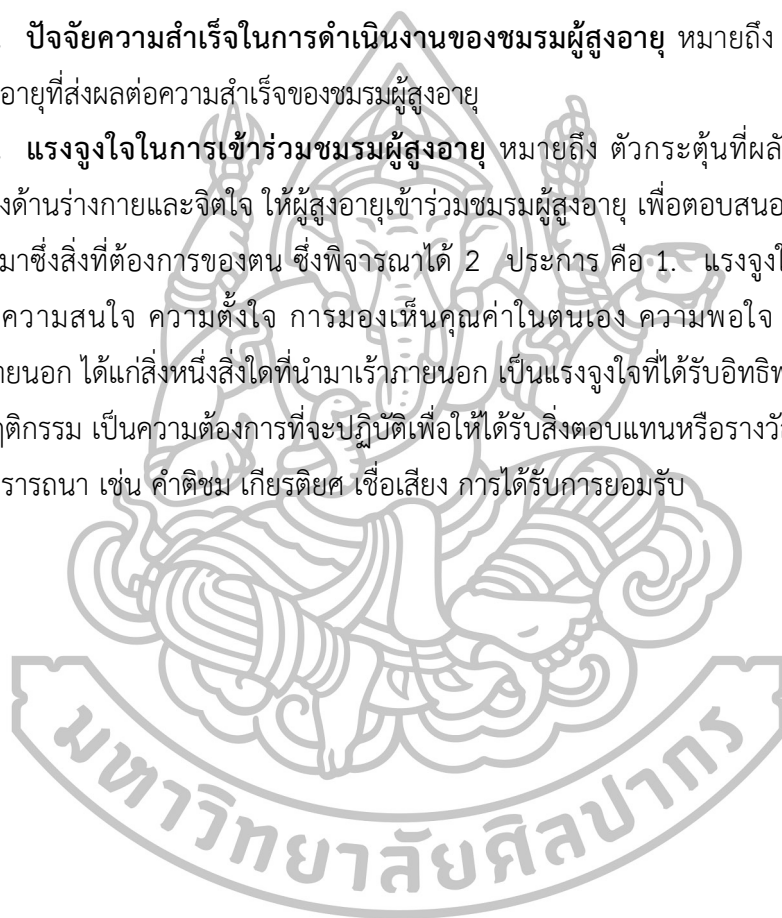 . ปัจจัยความสำเร็จในการดำเนินงานของชมรมผู้สูงอายุ หมายถึง
อายุที่ส่งผลต่อความสำเร็จของชมรมผู้สูงอายุ
. แรงจูงใจในการเข้าร่วมชมรมผู้สูงอายุ หมายถึง ตัวกระตุ้นที่ผลั
งด้านร่างกายและจิตใจ ให้ผู้สูงอายุเข้าร่วมชมรมผู้สูงอายุ เพื่อตอบสนอ
มาซึ่งสิ่งที่ต้องการของตน ซึ่งพิจารณาได้ 2 ประการ คือ 1. แรงจูงใ
ความสนใจ ความตั้งใจ การมองเห็นคุณค่าในตนเอง ความพอใจ
ายนอก ได้แก่สิ่งหนึ่งสิ่งใดที่นำมาเร้าภายนอก เป็นแรงจูงใจที่ได้รับอิทธิพ
ฤติกรรม เป็นความต้องการที่จะปฏิบัติเพื่อให้ได้รับสิ่งตอบแทนหรือรางวั
รารถนา เช่น คำติชม เกียรติยศ เชื่อเสียง การได้รับการยอมรับ
มหาวิทยาลัยศิลปากร